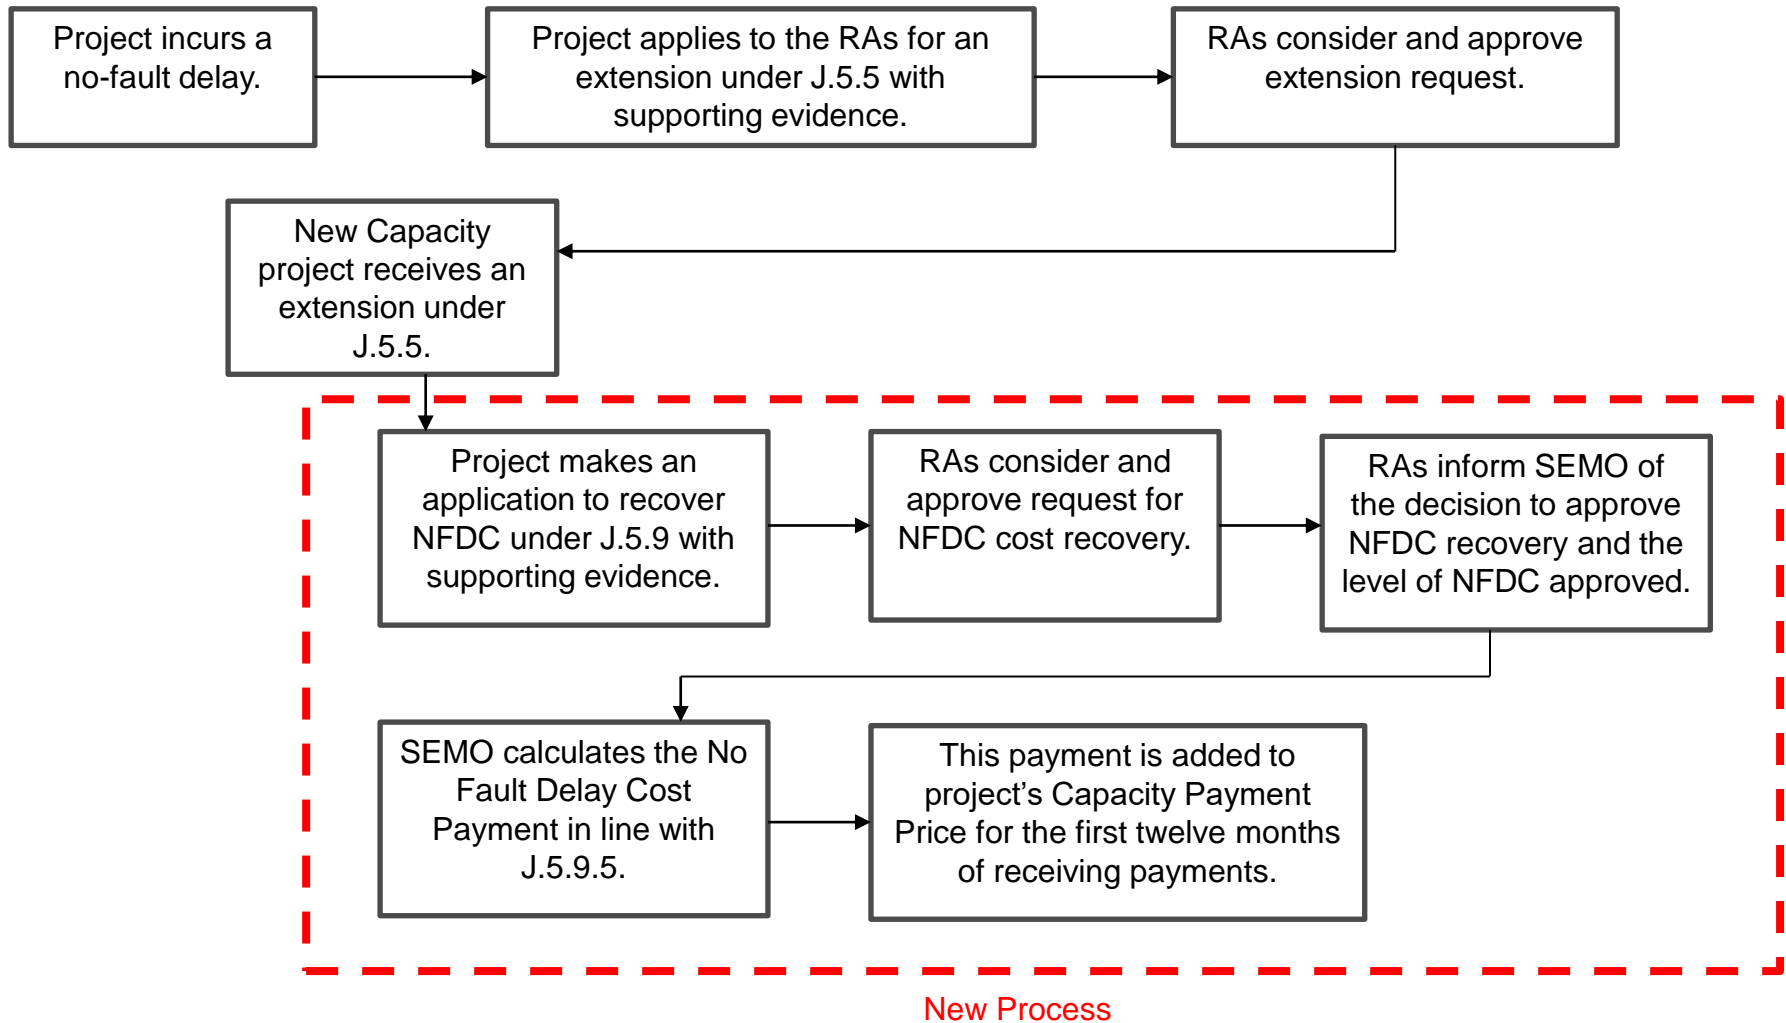 Project incurs a
no-fault delay.
Project applies to the RAs for an
extension under J.5.5 with
supporting evidence.
RAs consider and approve
extension request.
New Capacity
project receives an
extension under
J.5.5.
Project makes an
application to recover
NFDC under J.5.9 with
supporting evidence.
RAs consider and
approve request for
NFDC cost recovery.
RAs inform SEMO of
the decision to approve
NFDC recovery and the
level of NFDC approved.
SEMO calculates the No
Fault Delay Cost
Payment in line with
J.5.9.5.
This payment is added to
project’s Capacity Payment
Price for the first twelve months
of receiving payments.
New Process